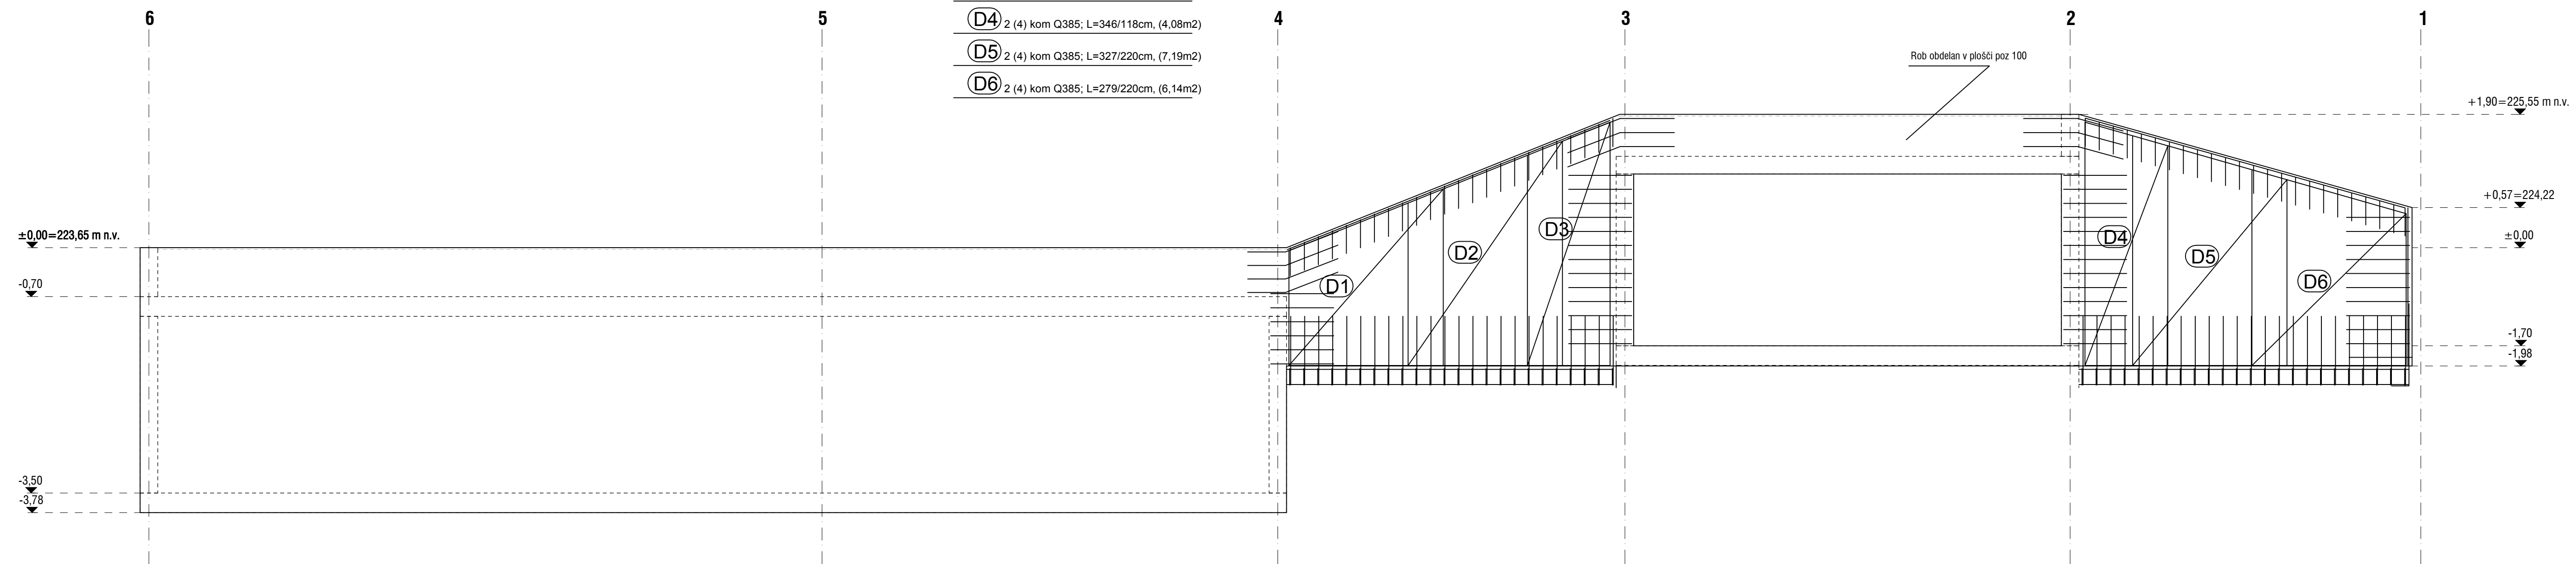 6 5 4 3 2 1
D4 2 (4) kom Q385; L=346/118cm, (4,08m2)
D5 2 (4) kom Q385; L=327/220cm, (7,19m2)
D6 2 (4) kom Q385; L=279/220cm, (6,14m2)
Rob obdelan v plošči poz 100
+1,90=225,55 m n.v.
+0,57=224,22
±0,00=223,65 m n.v.
±0,00
-0,70
D1 D2 D3 D4 D5 D6
-1,70
-1,98
-3,50
-3,78